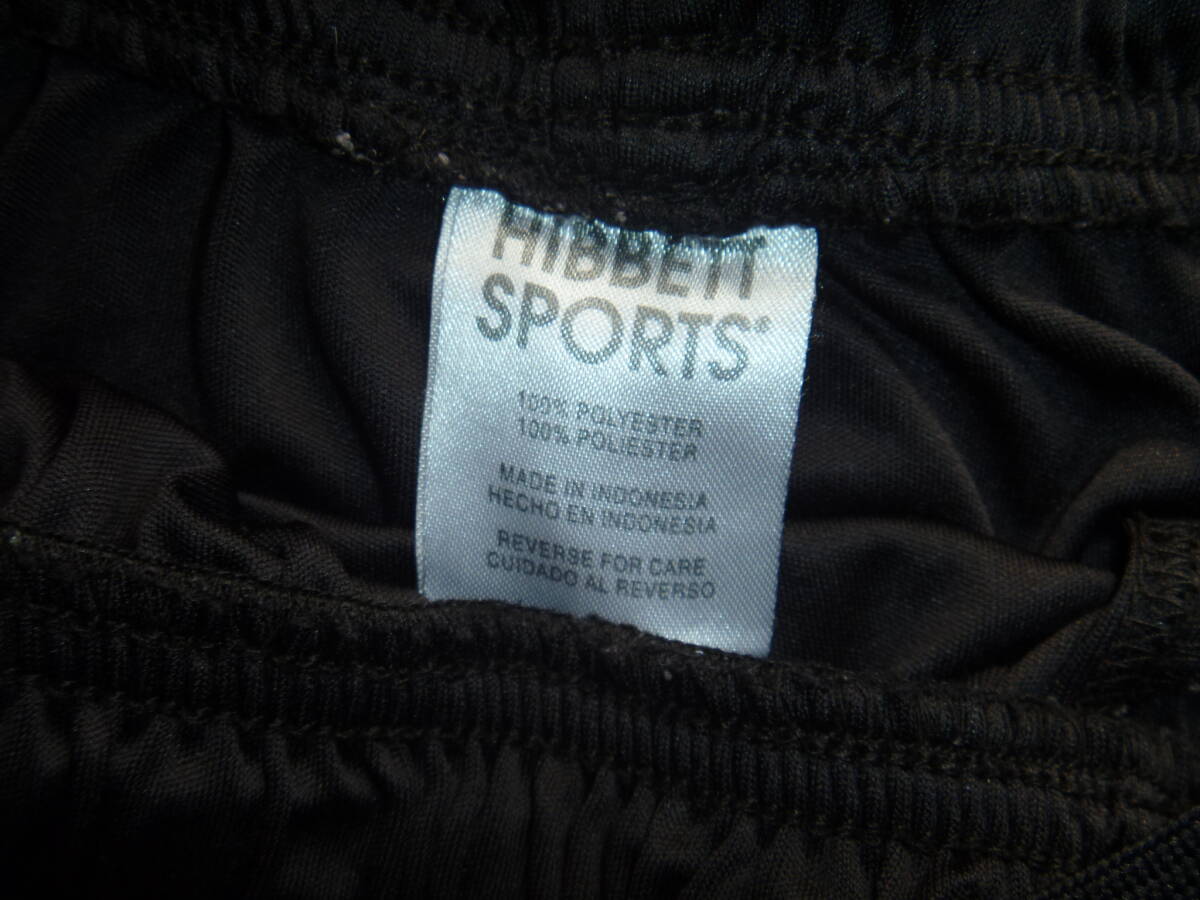 HIBBETT
SPORTS®
100% POLYESTER
100% POLIESTER
MADE IN INDONESIA
HECHO EN INDONESIA
REVERSE FOR CARE
CUIDADO AL REVERSO